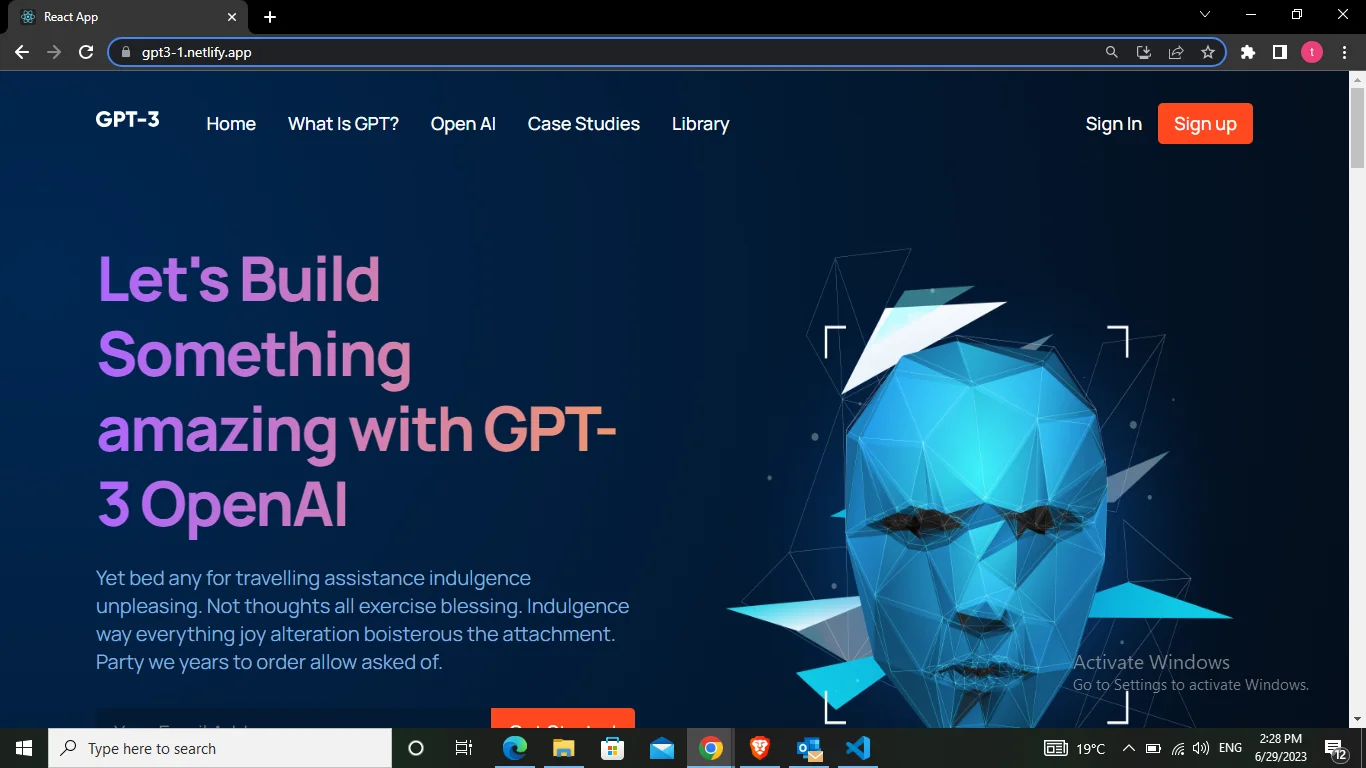 React App
gpt3-1.netlify.app
t
GPT-3
Home
What Is GPT?
Open AI
Case Studies
Library
Sign In
Sign up
Let's Build
Something
amazing with GPT-
3 OpenAI
Yet bed any for travelling assistance indulgence
unpleasing. Not thoughts all exercise blessing. Indulgence
way everything joy alteration boisterous the attachment.
Party we years to order allow asked of.
Activate Windows
Go to Settings to activate Windows.
Type here to search
19°C
ENG
2:28 PM
6/29/2023
12